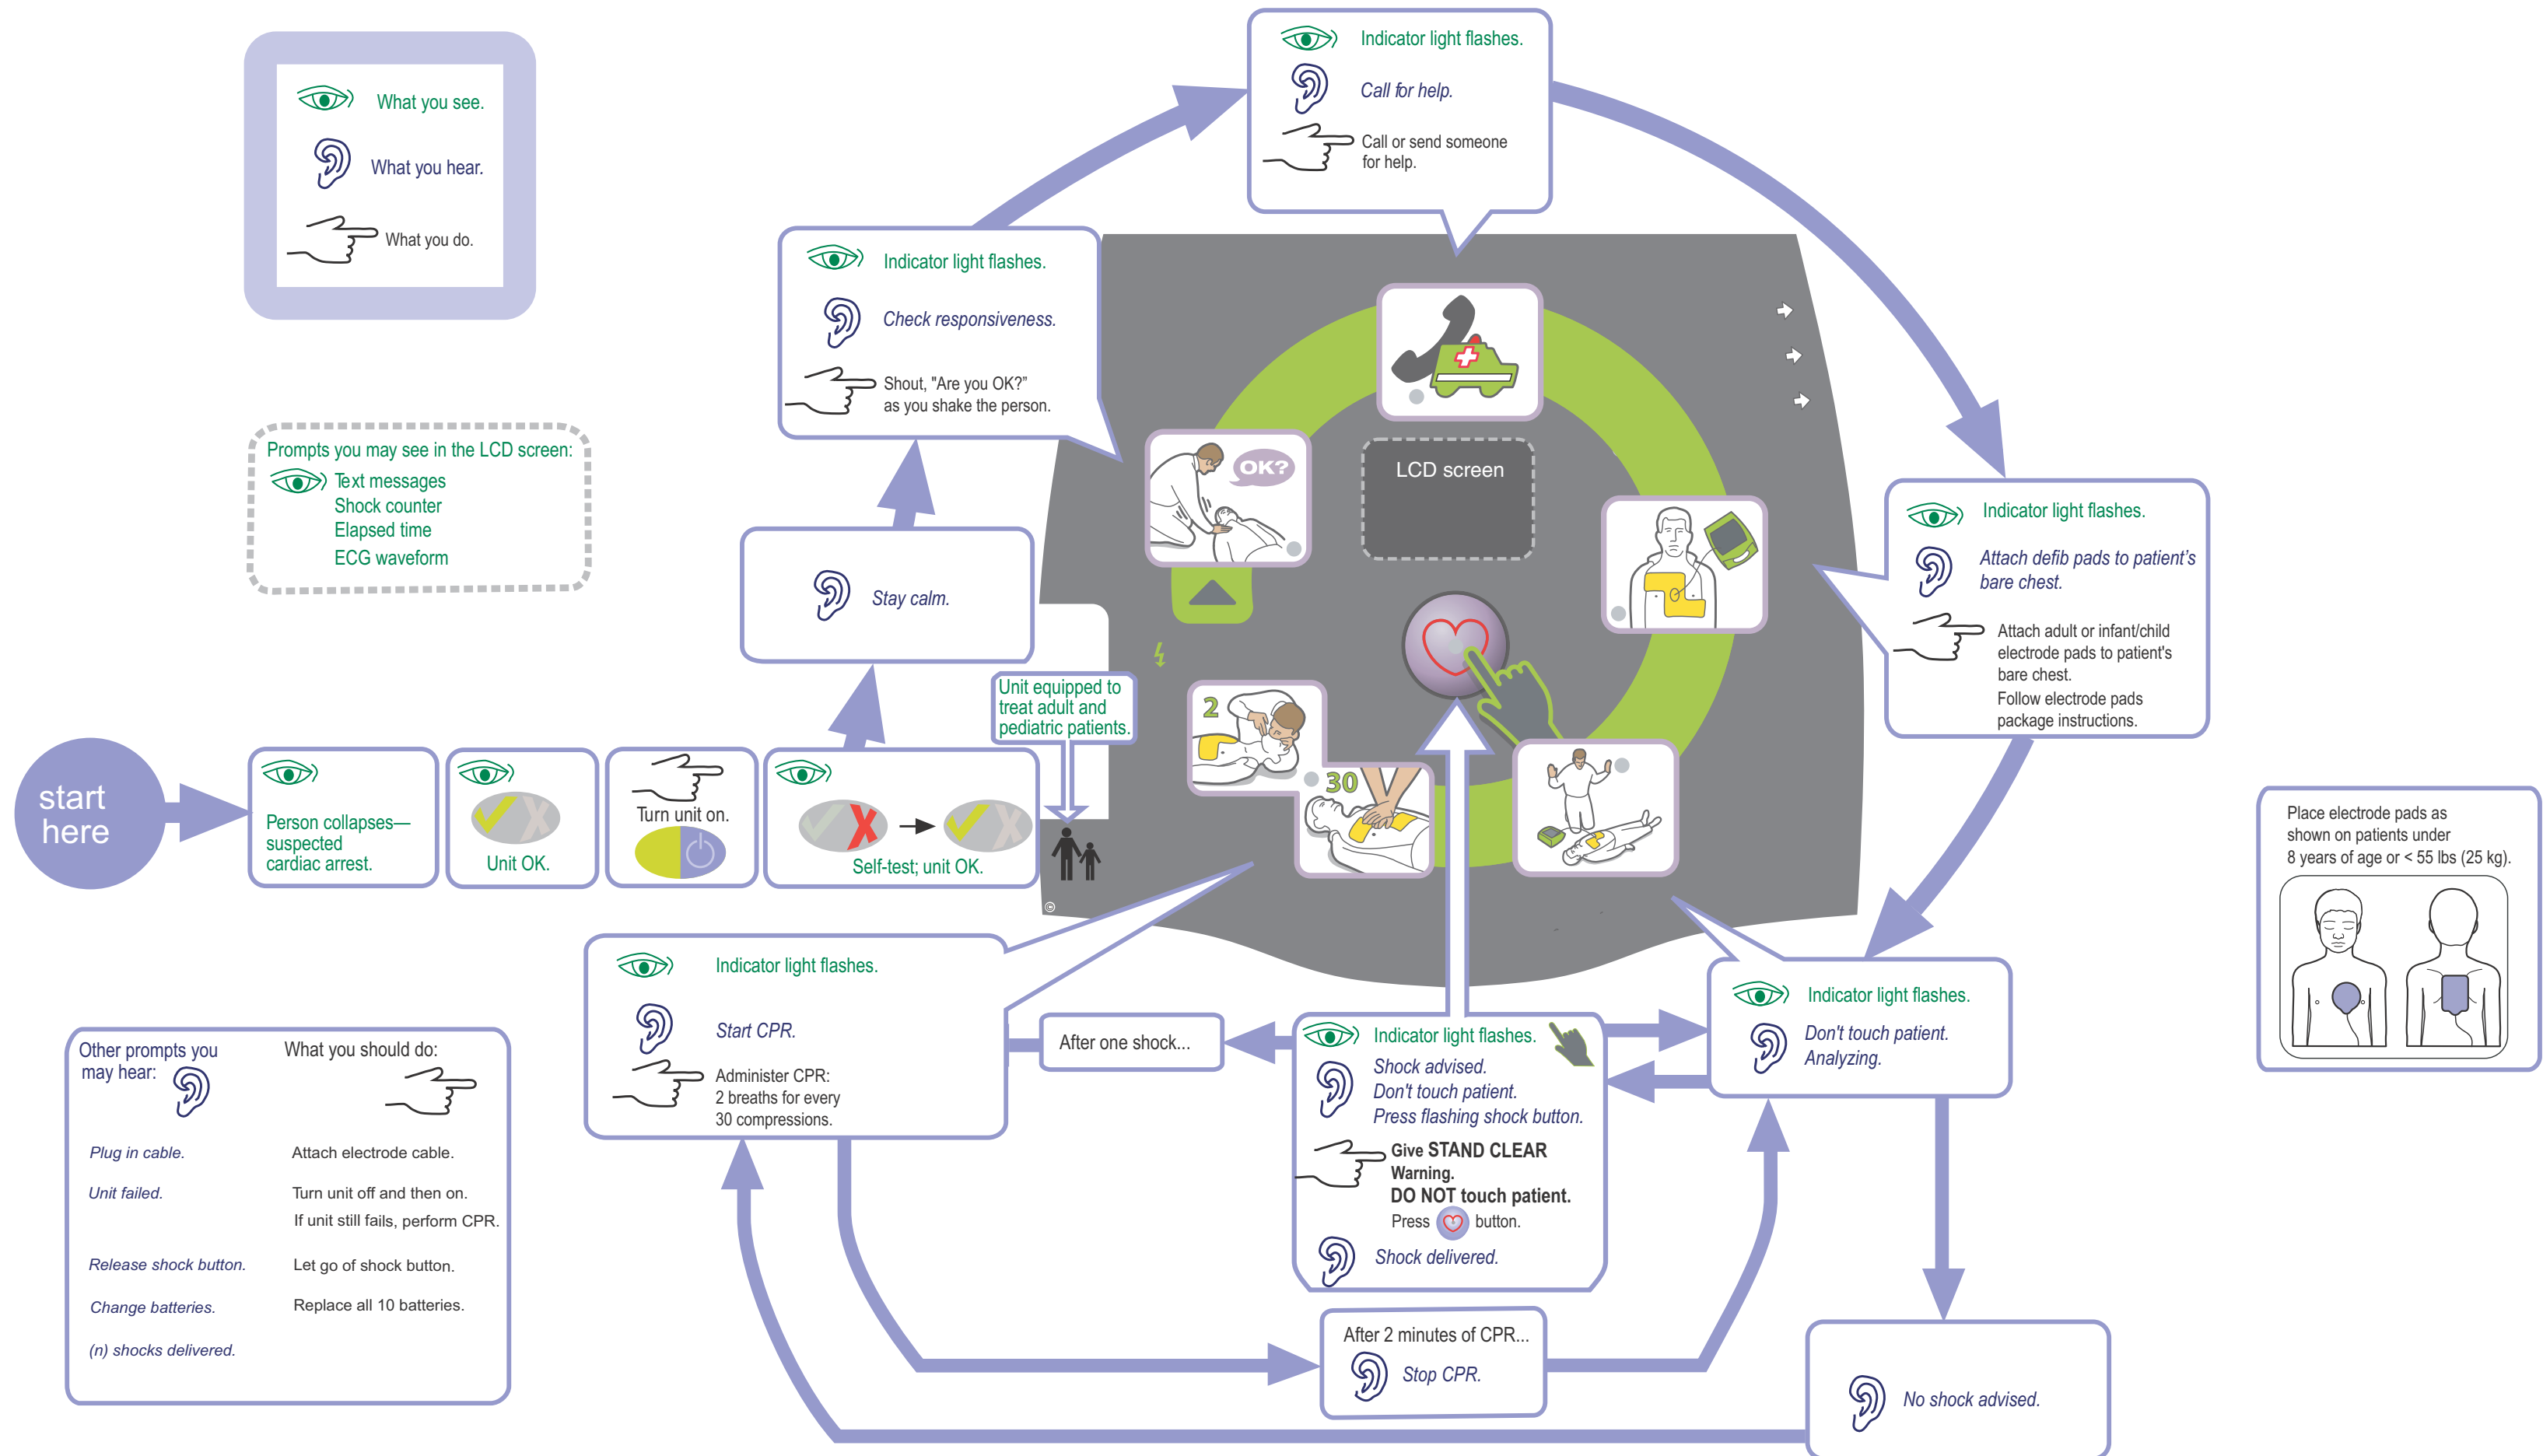 What you see.
What you hear.
What you do.
Prompts you may see in the LCD screen:
Text messages
Shock counter
Elapsed time
ECG waveform
start
here
Person collapses—
suspected
cardiac arrest.
Unit OK.
Turn unit on.
Self-test; unit OK.
Unit equipped to
treat adult and
pediatric patients.
Stay calm.
Indicator light flashes.
Check responsiveness.
Shout, "Are you OK?”
as you shake the person.
Indicator light flashes.
Call for help.
Call or send someone
for help.
OK?
LCD screen
2
30
Indicator light flashes.
Attach defib pads to patient’s
bare chest.
Attach adult or infant/child
electrode pads to patient's
bare chest.
Follow electrode pads
package instructions.
Place electrode pads as
shown on patients under
8 years of age or < 55 lbs (25 kg).
Indicator light flashes.
Don't touch patient.
Analyzing.
Indicator light flashes.
Shock advised.
Don't touch patient.
Press flashing shock button.
Give STAND CLEAR
Warning.
DO NOT touch patient.
Press button.
Shock delivered.
After one shock...
Indicator light flashes.
Start CPR.
Administer CPR:
2 breaths for every
30 compressions.
After 2 minutes of CPR...
Stop CPR.
No shock advised.
Other prompts you
may hear:
What you should do:
Plug in cable.
Attach electrode cable.
Unit failed.
Turn unit off and then on.
If unit still fails, perform CPR.
Release shock button.
Let go of shock button.
Change batteries.
Replace all 10 batteries.
(n) shocks delivered.